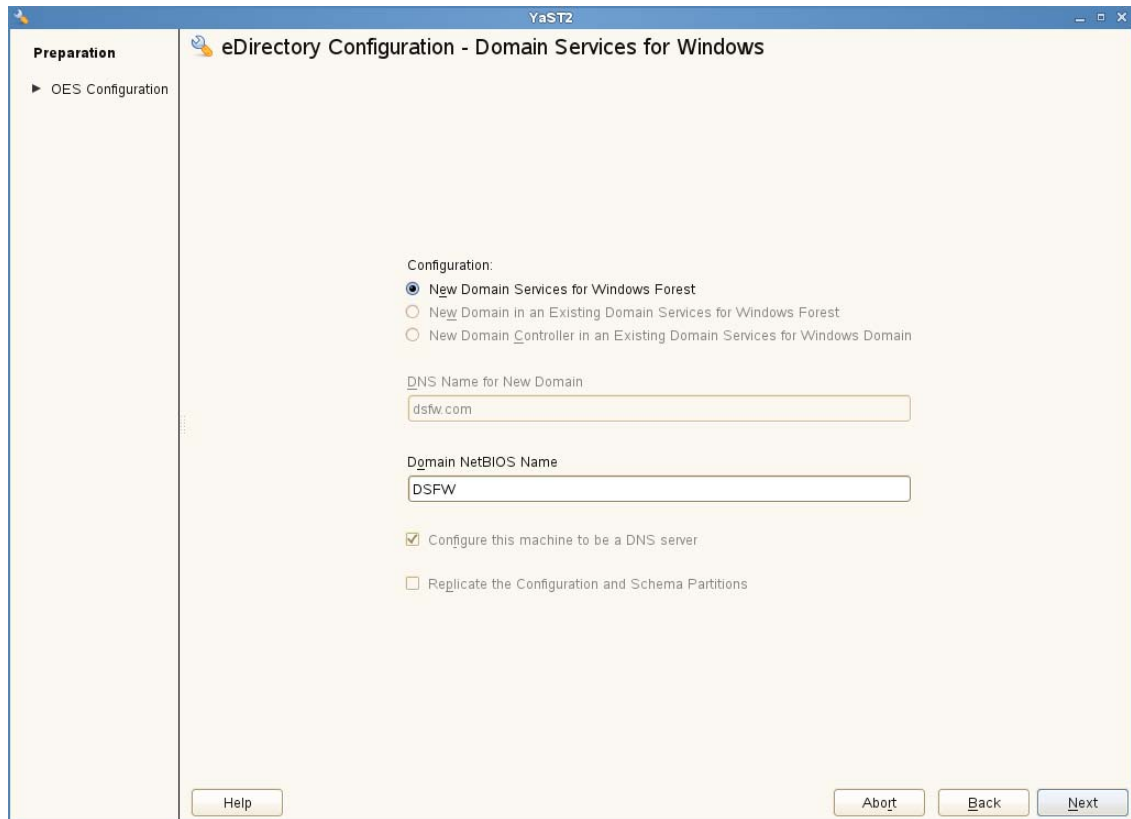 YaST2
Preparation
OES Configuration
eDirectory Configuration - Domain Services for Windows
Configuration:
New Domain Services for Windows Forest
New Domain in an Existing Domain Services for Windows Forest
New Domain Controller in an Existing Domain Services for Windows Domain
DNS Name for New Domain
dsfw.com
Domain NetBIOS Name
DSFW
Configure this machine to be a DNS server
Replicate the Configuration and Schema Partitions
Help
Abort
Back
Next